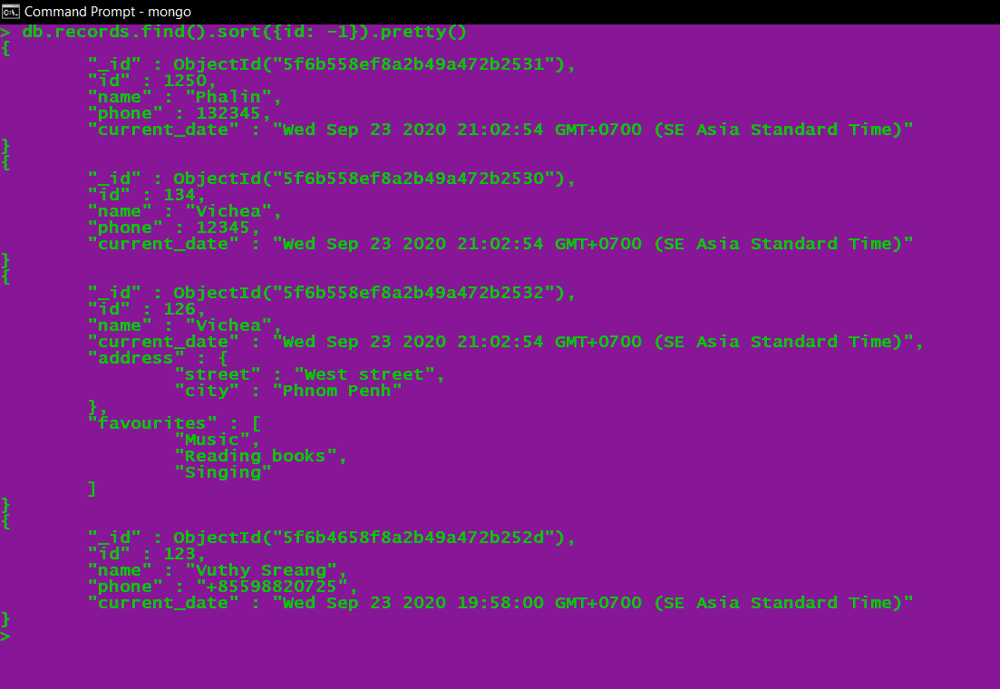 Command Prompt - mongo
> db.records.find().sort({id: -1}).pretty()
{
        "_id" : ObjectId("5f6b558ef8a2b49a472b2531"),
        "id" : 1250,
        "name" : "Phalin",
        "phone" : 132345,
        "current_date" : "Wed Sep 23 2020 21:02:54 GMT+0700 (SE Asia Standard Time)"
}
{
        "_id" : ObjectId("5f6b558ef8a2b49a472b2530"),
        "id" : 134,
        "name" : "Vichea",
        "phone" : 12345,
        "current_date" : "Wed Sep 23 2020 21:02:54 GMT+0700 (SE Asia Standard Time)"
}
{
        "_id" : ObjectId("5f6b558ef8a2b49a472b2532"),
        "id" : 126,
        "name" : "Vichea",
        "current_date" : "Wed Sep 23 2020 21:02:54 GMT+0700 (SE Asia Standard Time)",
        "address" : {
                "street" : "West street",
                "city" : "Phnom Penh"
        },
        "favourites" : [
                "Music",
                "Reading books",
                "Singing"
        ]
}
{
        "_id" : ObjectId("5f6b4658f8a2b49a472b252d"),
        "id" : 123,
        "name" : "Vuthy Sreang",
        "phone" : "+85598820725",
        "current_date" : "Wed Sep 23 2020 19:58:00 GMT+0700 (SE Asia Standard Time)"
}
>